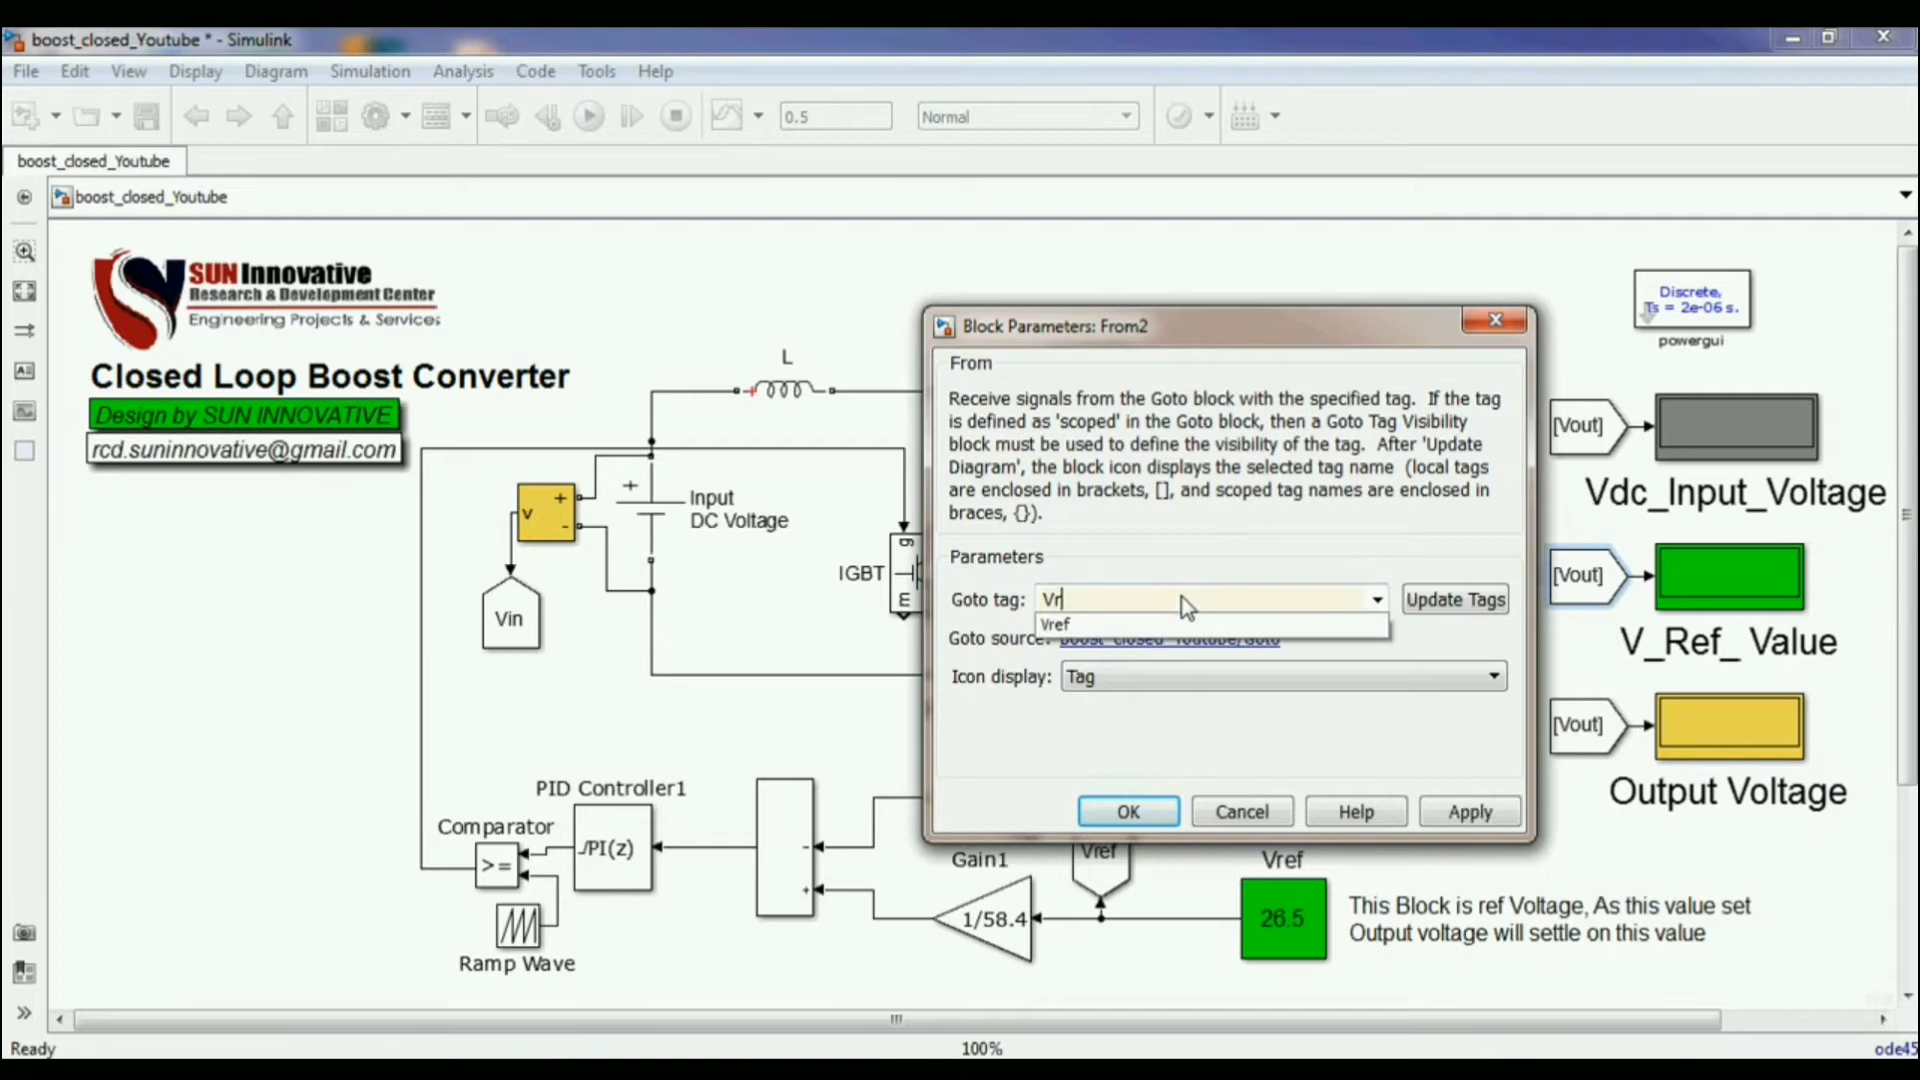 boost_closed_Youtube * - Simulink
File Edit View Display Diagram Simulation Analysis Code Tools Help
0.5
Normal
boost_closed_Youtube
boost_closed_Youtube
SUN Innovative
Research & Development Center
Engineering Projects & Services
Closed Loop Boost Converter
Design by SUN INNOVATIVE
rcd.suninnovative@gmail.com
L
+
Input
DC Voltage
v
+
-
Vin
IGBT
g
m
Discrete,
Ts = 2e-06 s.
powergui
[Vout]
Vdc_Input_Voltage
[Vout]
V_Ref_ Value
[Vout]
Output Voltage
Block Parameters: From2
From
Receive signals from the Goto block with the specified tag. If the tag
is defined as 'scoped' in the Goto block, then a Goto Tag Visibility
block must be used to define the visibility of the tag. After 'Update
Diagram', the block icon displays the selected tag name (local tags
are enclosed in brackets, [], and scoped tag names are enclosed in
braces, {}).
Parameters
Goto tag: Vr Update Tags
Vref
Goto source: boost_closed_Youtube/Goto
Icon display: Tag
OK Cancel Help Apply
PID Controller1
Comparator
>=
PI(z)
Ramp Wave
-
+
Gain1
1/58.4
Vref
Vref
26.5
This Block is ref Voltage, As this value set
Output voltage will settle on this value
Ready
100%
ode45